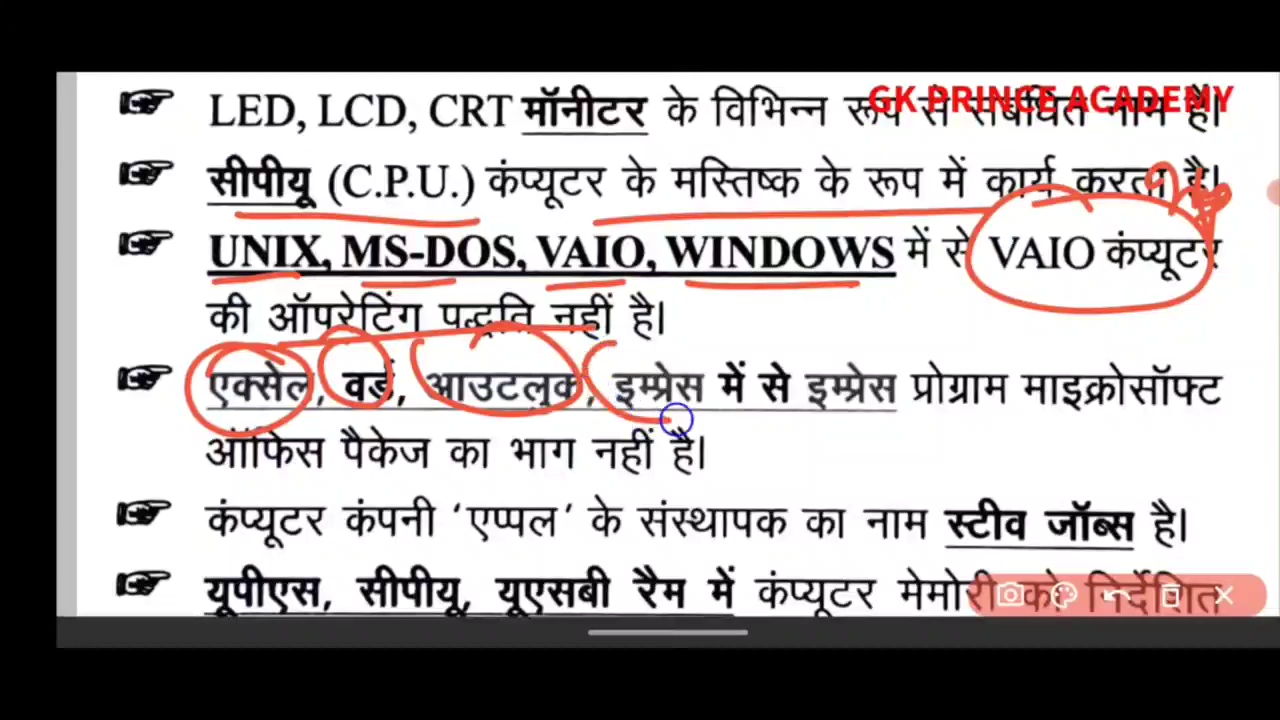 GK PRINCE ACADEMY
LED, LCD, CRT मॉनीटर के विभिन्न रूप से संबंधित नाम है।
सीपीयू (C.P.U.) कंप्यूटर के मस्तिष्क के रूप में कार्य करता है।
UNIX, MS-DOS, VAIO, WINDOWS में से VAIO कंप्यूटर
की ऑपरेटिंग पद्धति नहीं है।
एक्सेल, वर्ड, आउटलुक, इम्प्रेस में से इम्प्रेस प्रोग्राम माइक्रोसॉफ्ट
ऑफिस पैकेज का भाग नहीं है।
कंप्यूटर कंपनी ‘एप्पल’ के संस्थापक का नाम स्टीव जॉब्स है।
यूपीएस, सीपीयू, यूएसबी रैम में कंप्यूटर मेमोरी को निर्देशित